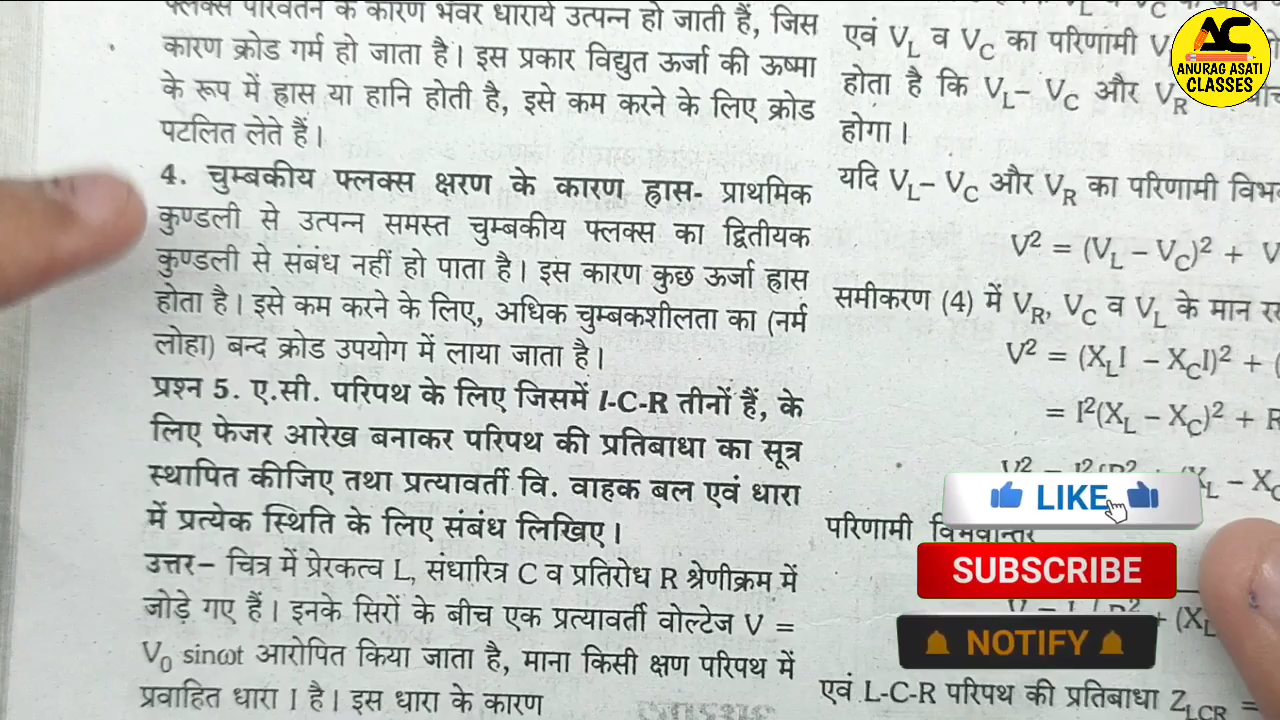 फ्लक्स परिवर्तन के कारण भंवर धारायें उत्पन्न हो जाती हैं, जिस
कारण क्रोड गर्म हो जाता है। इस प्रकार विद्युत ऊर्जा की ऊष्मा
के रूप में ह्रास या हानि होती है, इसे कम करने के लिए क्रोड
पटलित लेते हैं।
4. चुम्बकीय फ्लक्स क्षरण के कारण ह्रास- प्राथमिक
कुण्डली से उत्पन्न समस्त चुम्बकीय फ्लक्स का द्वितीयक
कुण्डली से संबंध नहीं हो पाता है। इस कारण कुछ ऊर्जा ह्रास
होता है। इसे कम करने के लिए, अधिक चुम्बकशीलता का (नर्म
लोहा) बन्द क्रोड उपयोग में लाया जाता है।
प्रश्न 5. ए.सी. परिपथ के लिए जिसमें l-C-R तीनों हैं, के
लिए फेजर आरेख बनाकर परिपथ की प्रतिबाधा का सूत्र
स्थापित कीजिए तथा प्रत्यावर्ती वि. वाहक बल एवं धारा
में प्रत्येक स्थिति के लिए संबंध लिखिए।
उत्तर– चित्र में प्रेरकत्व L, संधारित्र C व प्रतिरोध R श्रेणीक्रम में
जोड़े गए हैं। इनके सिरों के बीच एक प्रत्यावर्ती वोल्टेज V =
V₀ sinωt आरोपित किया जाता है, माना किसी क्षण परिपथ में
प्रवाहित धारा I है। इस धारा के कारण
एवं V_L व V_C का परिणामी V
होता है कि V_L– V_C और V_R
होगा।
यदि V_L– V_C और V_R का परिणामी
V² = (V_L – V_C)² +
समीकरण (4) में V_R, V_C व V_L के मान
V² = (X_LI – X_CI)² + (
= I²(X_L – X_C)² +
परिणामी विभवान्तर
एवं L-C-R परिपथ की प्रतिबाधा Z_LCR =
AC
ANURAG ASATI
CLASSES
LIKE
SUBSCRIBE
NOTIFY